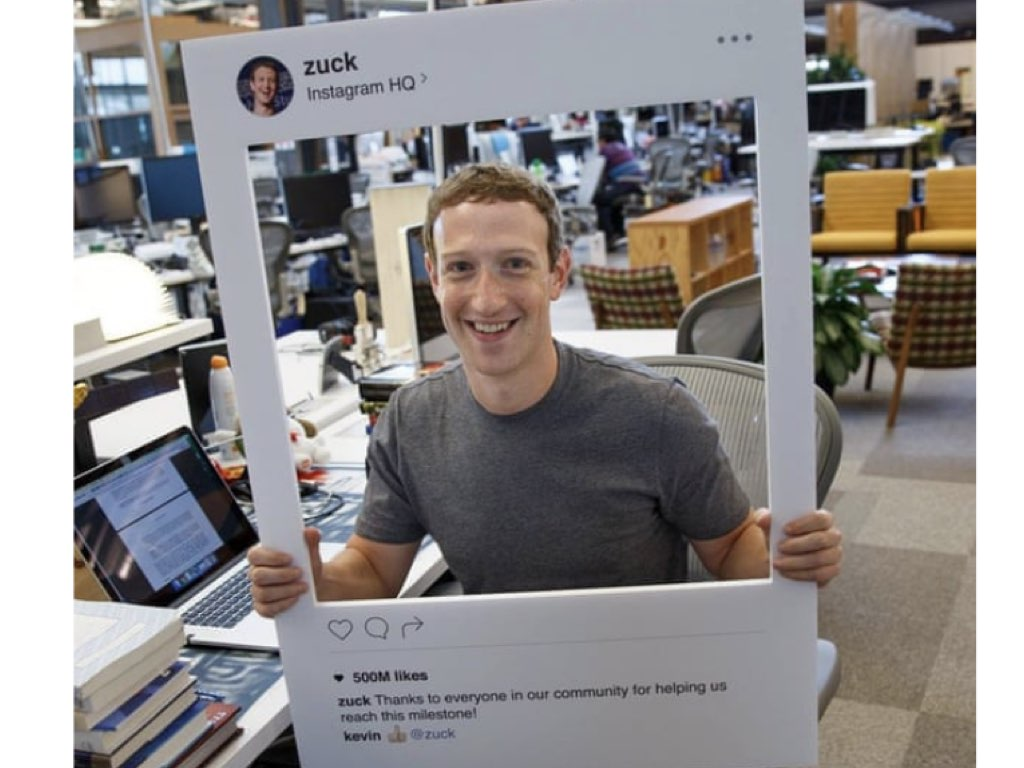 zuck
Instagram HQ >
500M likes
zuck Thanks to everyone in our community for helping us
reach this milestone!
kevin 👍🏼 @zuck